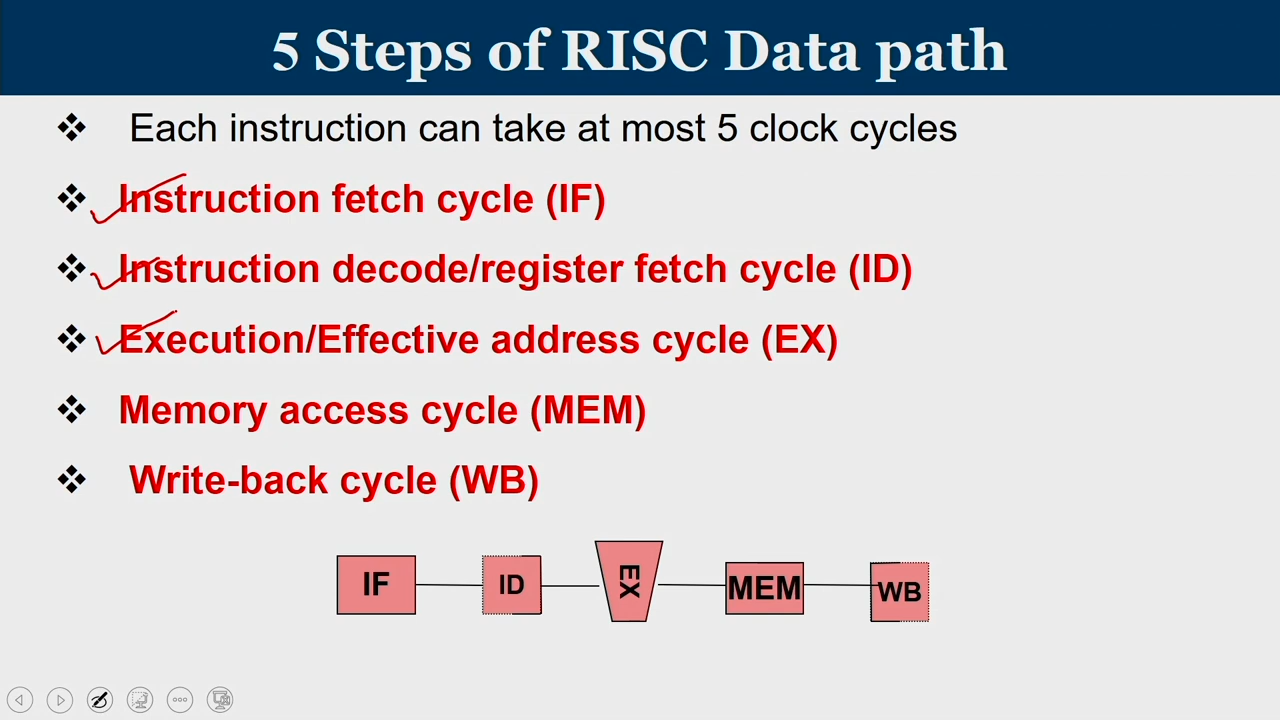 5 Steps of RISC Data path
❖ Each instruction can take at most 5 clock cycles
❖ Instruction fetch cycle (IF)
❖ Instruction decode/register fetch cycle (ID)
❖ Execution/Effective address cycle (EX)
❖ Memory access cycle (MEM)
❖ Write-back cycle (WB)
IF ID EX MEM WB